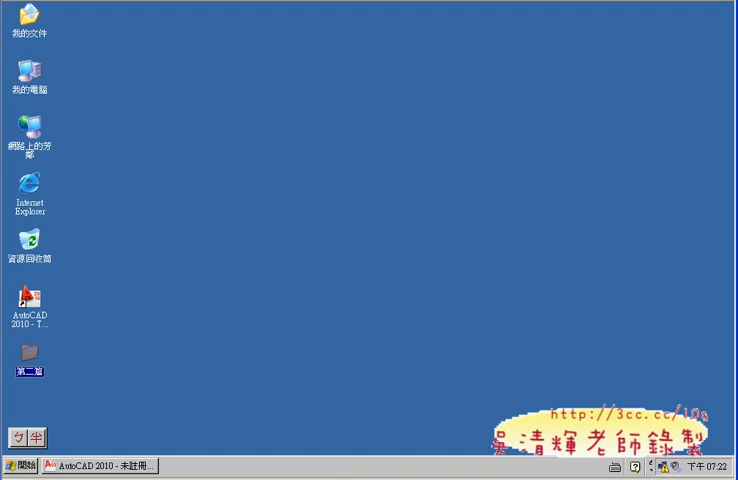 我的文件
我的電腦
網路上的芳
鄰
Internet
Explorer
資源回收筒
AutoCAD
2010 - T...
第二篇
ㄅ 半
http://3cc.cc/10s
吳清輝老師錄製
開始
AutoCAD 2010 - 未註冊...
下午 07:22